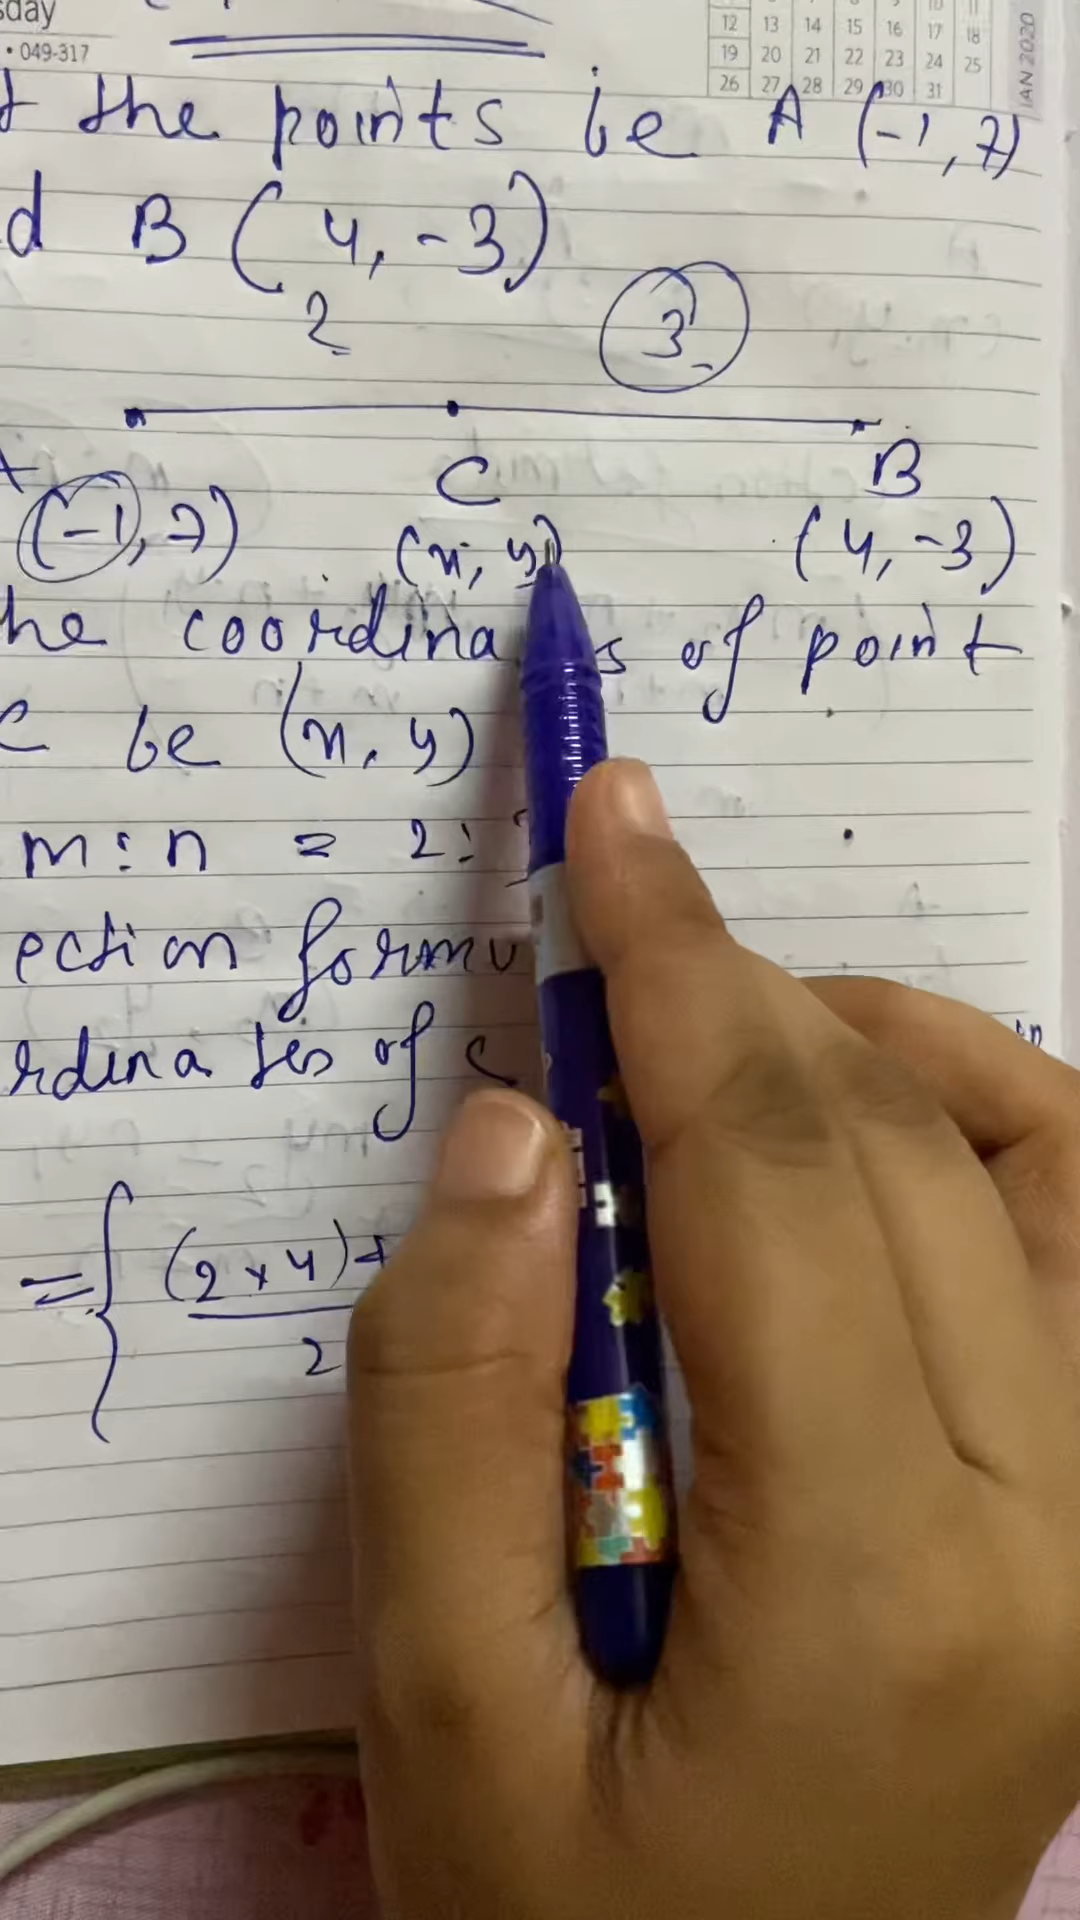 sday
• 049-317
11
12 13 14 15 16 17 18
19 20 21 22 23 24 25
26 27 28 29 30 31
JAN 2020
the points be A (-1, 7)
d B (4, -3)
2 3
C B
(-1, 7) (x, y) (4, -3)
he coordina s of point
C be (x, y)
m : n = 2 :
ection formu
rdinates of c
= { (2 x 4) +
2